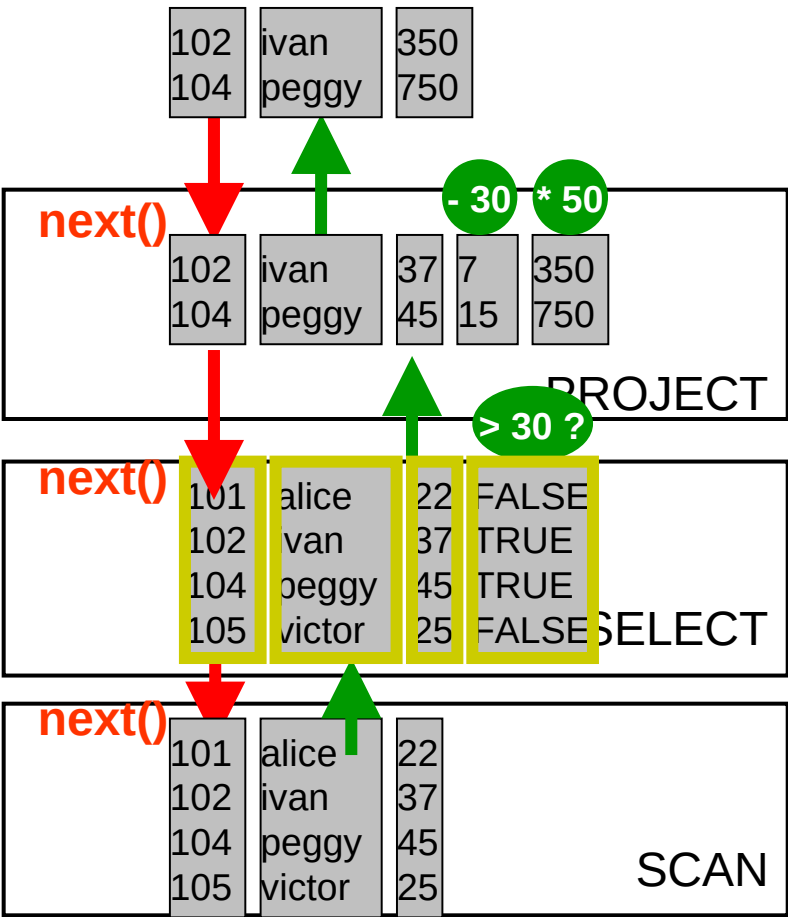 102 ivan 350
104 peggy 750
- 30 * 50
next()
102 ivan 37 7 350
104 peggy 45 15 750
PROJECT
> 30 ?
next()
101 alice 22 FALSE
102 ivan 37 TRUE
104 peggy 45 TRUE
105 victor 25 FALSE
SELECT
next()
101 alice 22
102 ivan 37
104 peggy 45
105 victor 25
SCAN